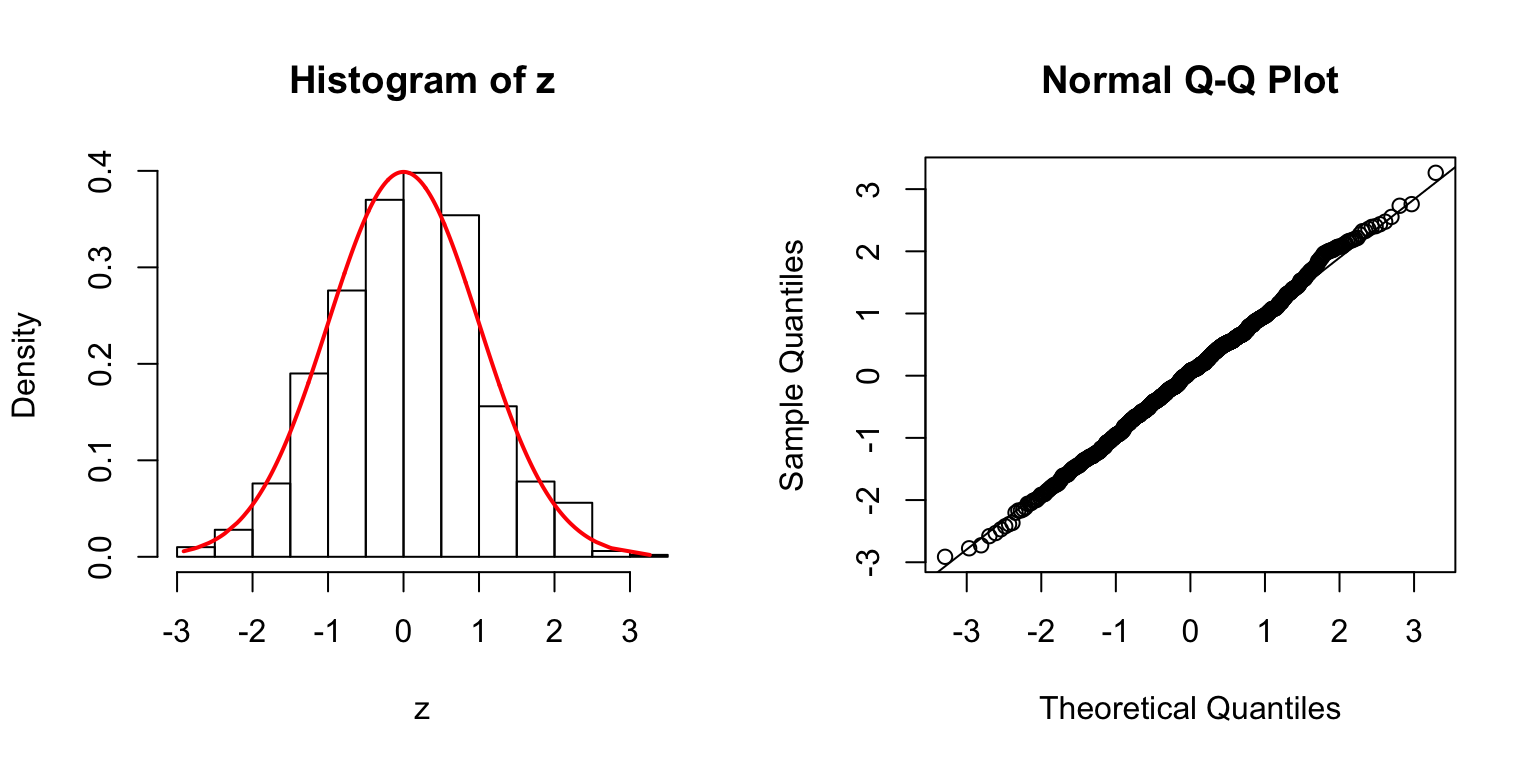 Histogram of z
Density
0.0 0.1 0.2 0.3 0.4
-3 -2 -1 0 1 2 3
z
Normal Q-Q Plot
Sample Quantiles
-3 -2 -1 0 1 2 3
-3 -2 -1 0 1 2 3
Theoretical Quantiles